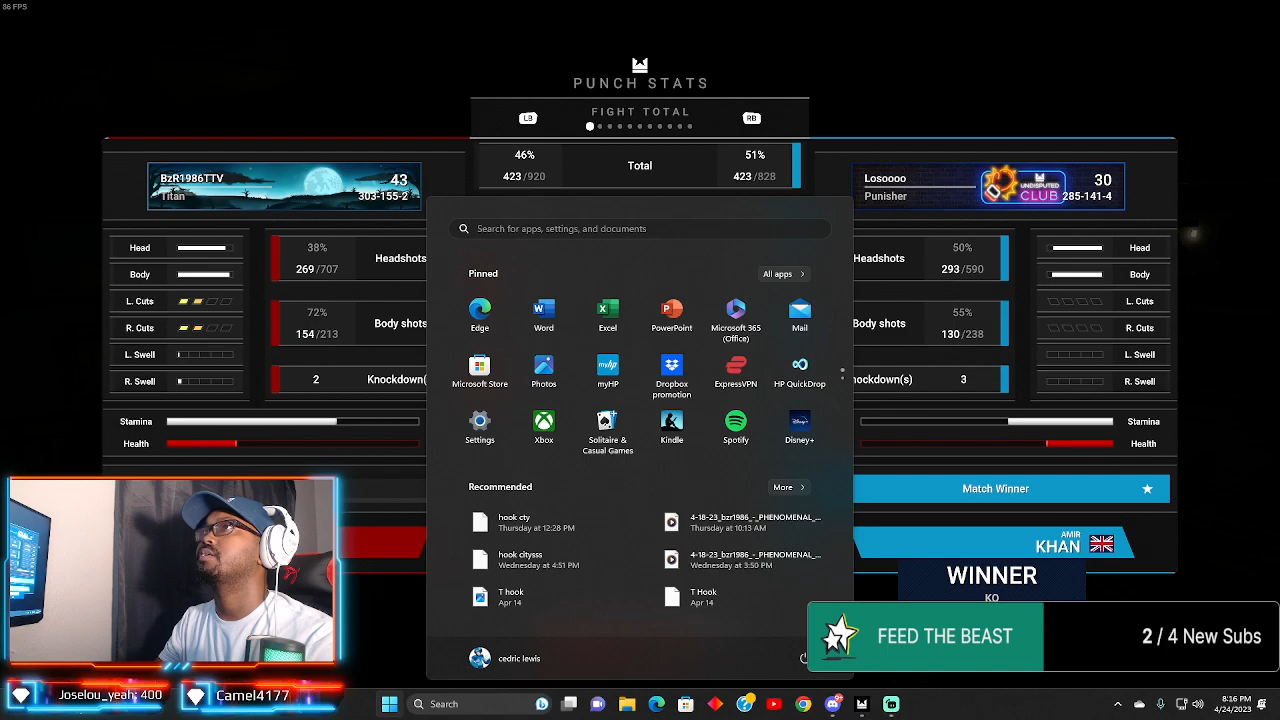 86 FPS
PUNCH STATS
FIGHT TOTAL
LB
RB
46%
423/920
Total
51%
423/828
BzR1986TTV
Titan
43
303-155-2
Losoooo
Punisher
UNDISPUTED
CLUB
30
285-141-4
Head
Body
L. Cuts
R. Cuts
L. Swell
R. Swell
38%
269/707
Headshots
72%
154/213
Body shots
2
Knockdown(
Headshots
50%
293/590
Body shots
55%
130/238
nockdown(s)
3
Head
Body
L. Cuts
R. Cuts
L. Swell
R. Swell
Stamina
Health
Stamina
Health
Search for apps, settings, and documents
Pinned
All apps
Edge
Word
Excel
PowerPoint
Microsoft 365
(Office)
Mail
Microsoft Store
Photos
myHP
Dropbox
promotion
ExpressVPN
HP QuickDrop
Settings
Xbox
Solitaire &
Casual Games
Kindle
Spotify
Disney+
Recommended
More
hook cty
Thursday at 12:28 PM
4-18-23_bzr1986_-_PHENOMENAL_...
Thursday at 10:13 AM
hook citysss
Wednesday at 4:51 PM
4-18-23_bzr1986_-_PHENOMENAL_...
Wednesday at 3:50 PM
T hook
Apr 14
T Hook
Apr 14
cedric lewis
Match Winner
AMIR
KHAN
WINNER
KO
FEED THE BEAST
2 / 4 New Subs
Joselou_yeah: 400
Camel4177
Search
8:36 PM
4/24/2023